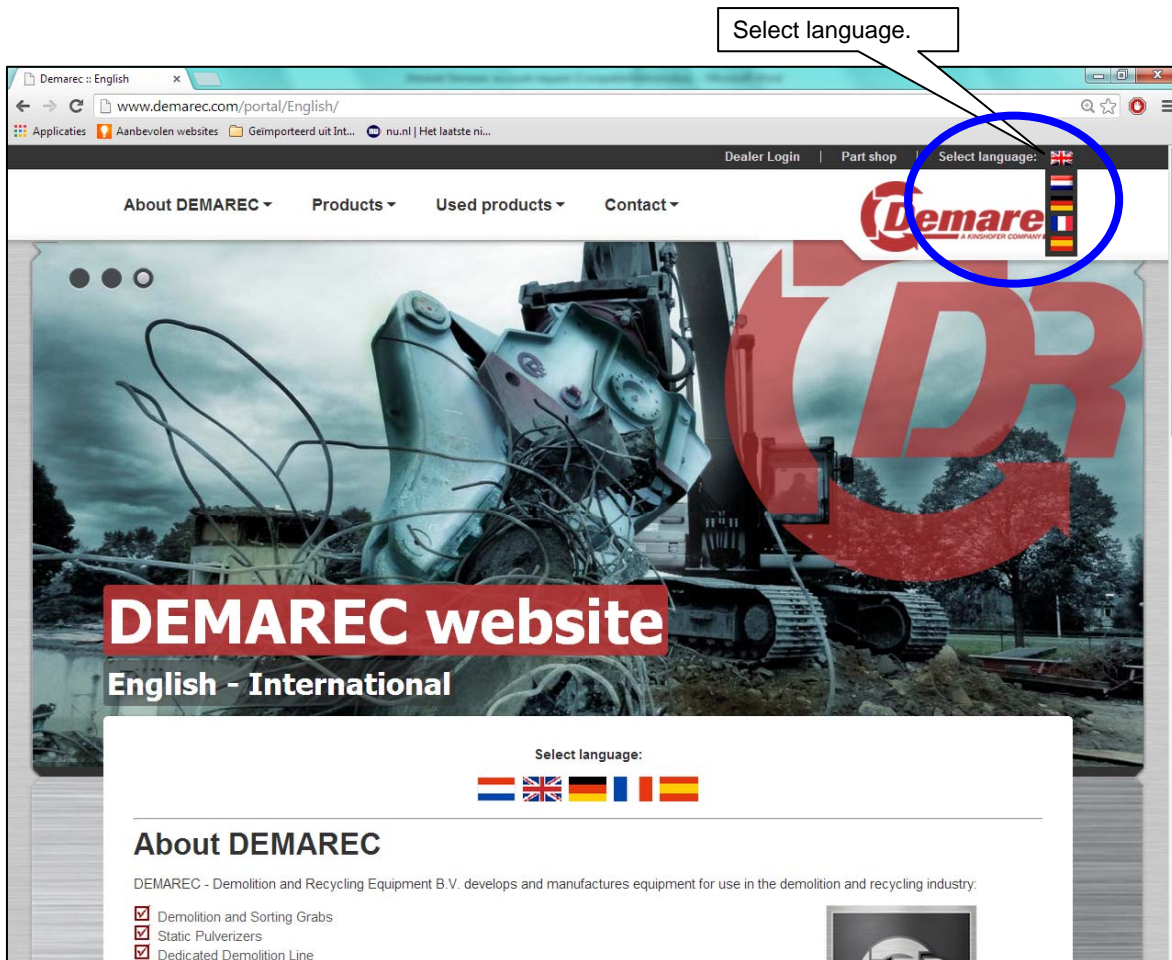 Select language.
Demarec :: English
www.demarec.com/portal/English/
Applicaties Aanbevolen websites Geïmporteerd uit Int... nu.nl | Het laatste ni...
Dealer Login | Part shop | Select language:
About DEMAREC Products Used products Contact
Demare
A KINSHOFER COMPANY
DR
DEMAREC website
English - International
Select language:
About DEMAREC
DEMAREC - Demolition and Recycling Equipment B.V. develops and manufactures equipment for use in the demolition and recycling industry:
Demolition and Sorting Grabs
Static Pulverizers
Dedicated Demolition Line